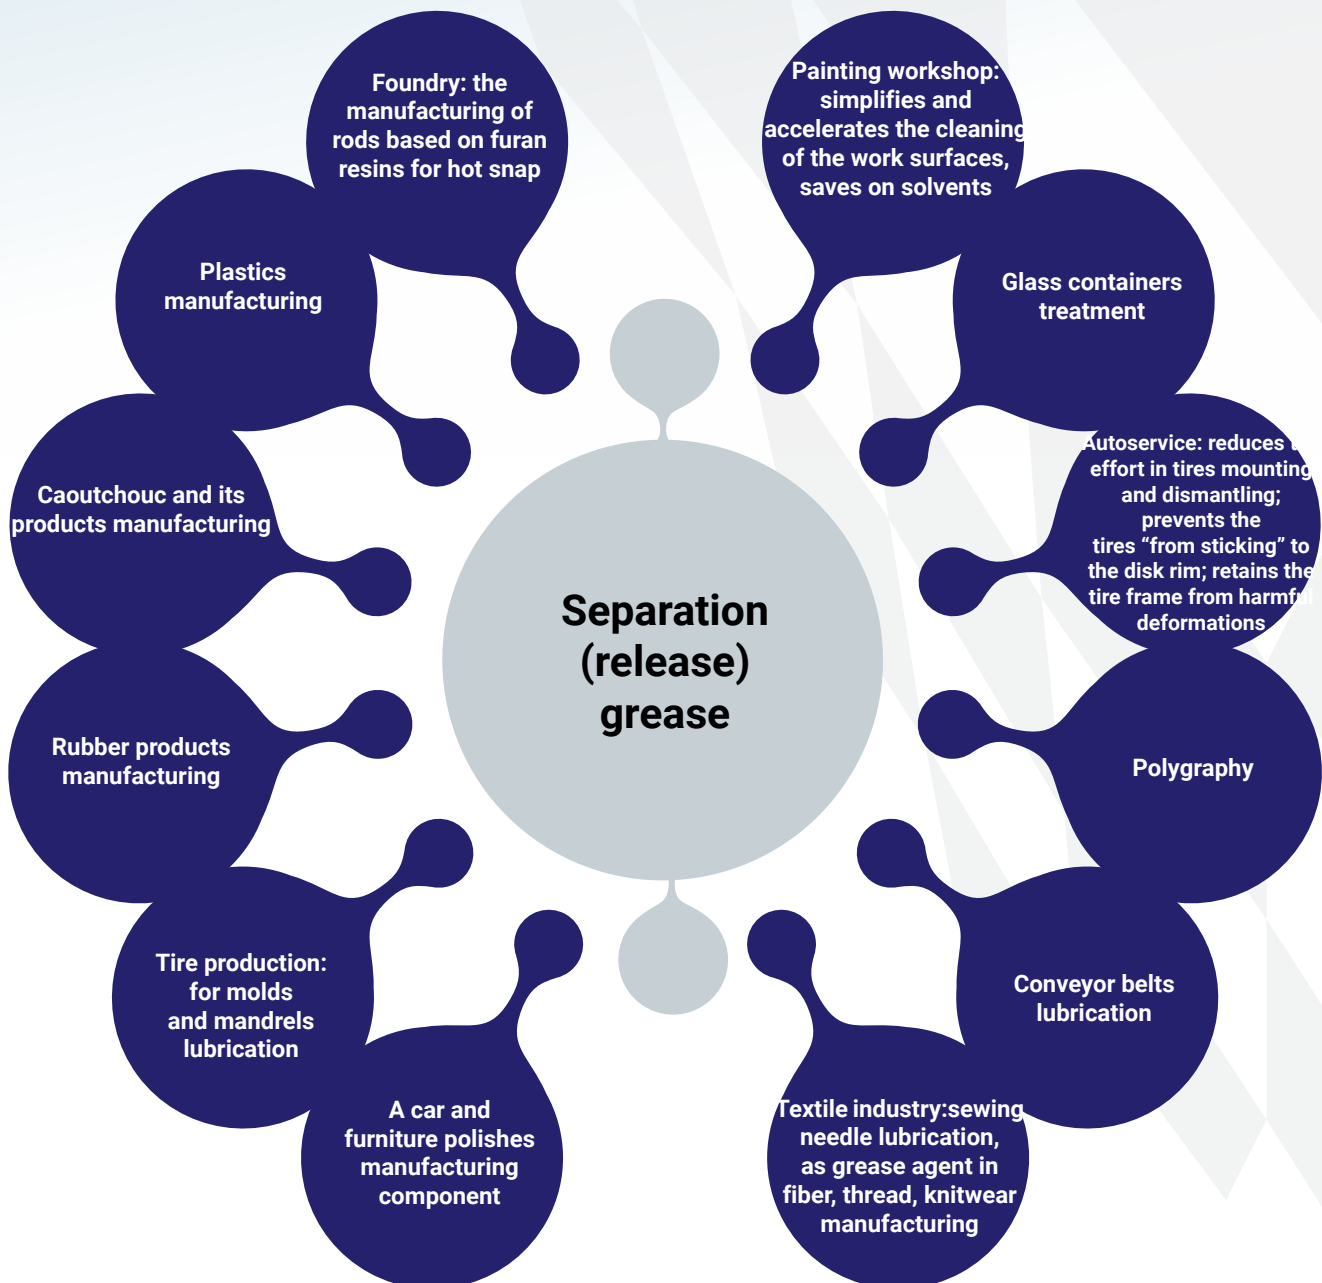 Foundry: the
manufacturing of
rods based on furan
resins for hot snap
Painting workshop:
simplifies and
accelerates the cleaning
of the work surfaces,
saves on solvents
Plastics
manufacturing
Glass containers
treatment
Caoutchouc and its
products manufacturing
Autoservice: reduces
effort in tires mounting
and dismantling;
prevents the
tires “from sticking” to
the disk rim; retains the
tire frame from harmful
deformations
Separation
(release)
grease
Rubber products
manufacturing
Polygraphy
Tire production:
for molds
and mandrels
lubrication
Conveyor belts
lubrication
A car and
furniture polishes
manufacturing
component
Textile industry:sewing
needle lubrication,
as grease agent in
fiber, thread, knitwear
manufacturing